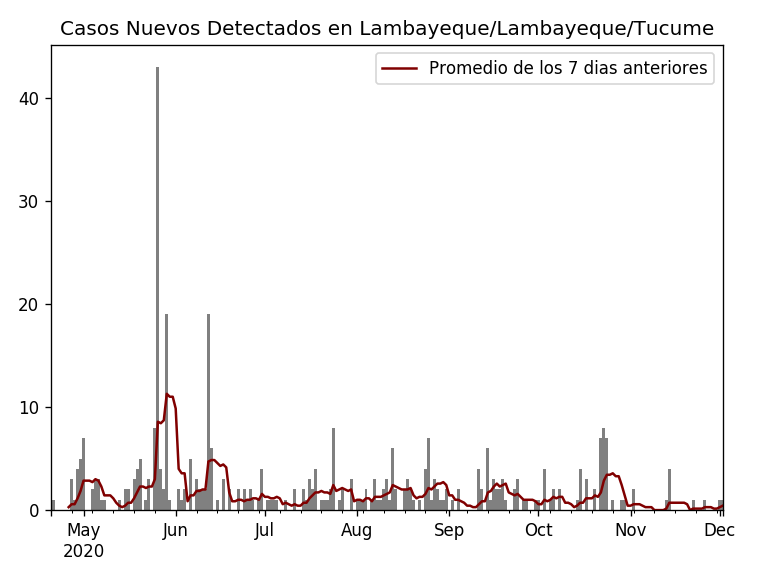 Casos Nuevos Detectados en Lambayeque/Lambayeque/Tucume
Promedio de los 7 dias anteriores
40
30
20
10
0
May Jun Jul Aug Sep Oct Nov Dec
2020